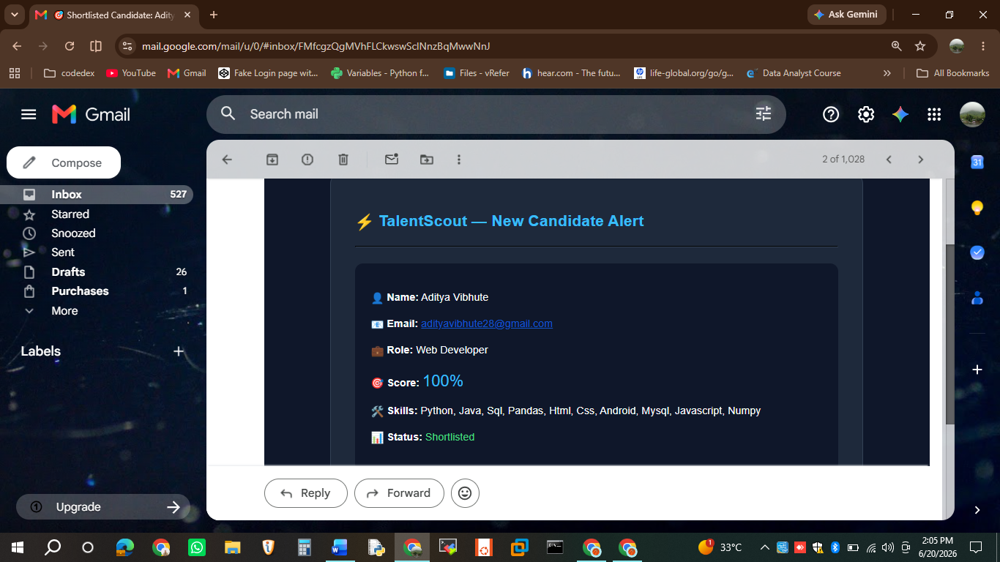 🎯 Shortlisted Candidate: Adity
Ask Gemini
mail.google.com/mail/u/0/#inbox/FMfcgzQgMVhFLCkwswSclNnzBqMwwNnJ
codedex
YouTube
Gmail
Fake Login page wit...
Variables - Python f...
Files - vRefer
hear.com - The futu...
life-global.org/go/g...
Data Analyst Course
All Bookmarks
Gmail
Search mail
Compose
2 of 1,028
Inbox 527
Starred
Snoozed
Sent
Drafts 26
Purchases 1
More
Labels
Upgrade
⚡ TalentScout — New Candidate Alert
👤 Name: Aditya Vibhute
📧 Email: adityavibhute28@gmail.com
💼 Role: Web Developer
🎯 Score: 100%
🛠️ Skills: Python, Java, Sql, Pandas, Html, Css, Android, Mysql, Javascript, Numpy
📊 Status: Shortlisted
Reply
Forward
31
33°C
2:05 PM
6/20/2026